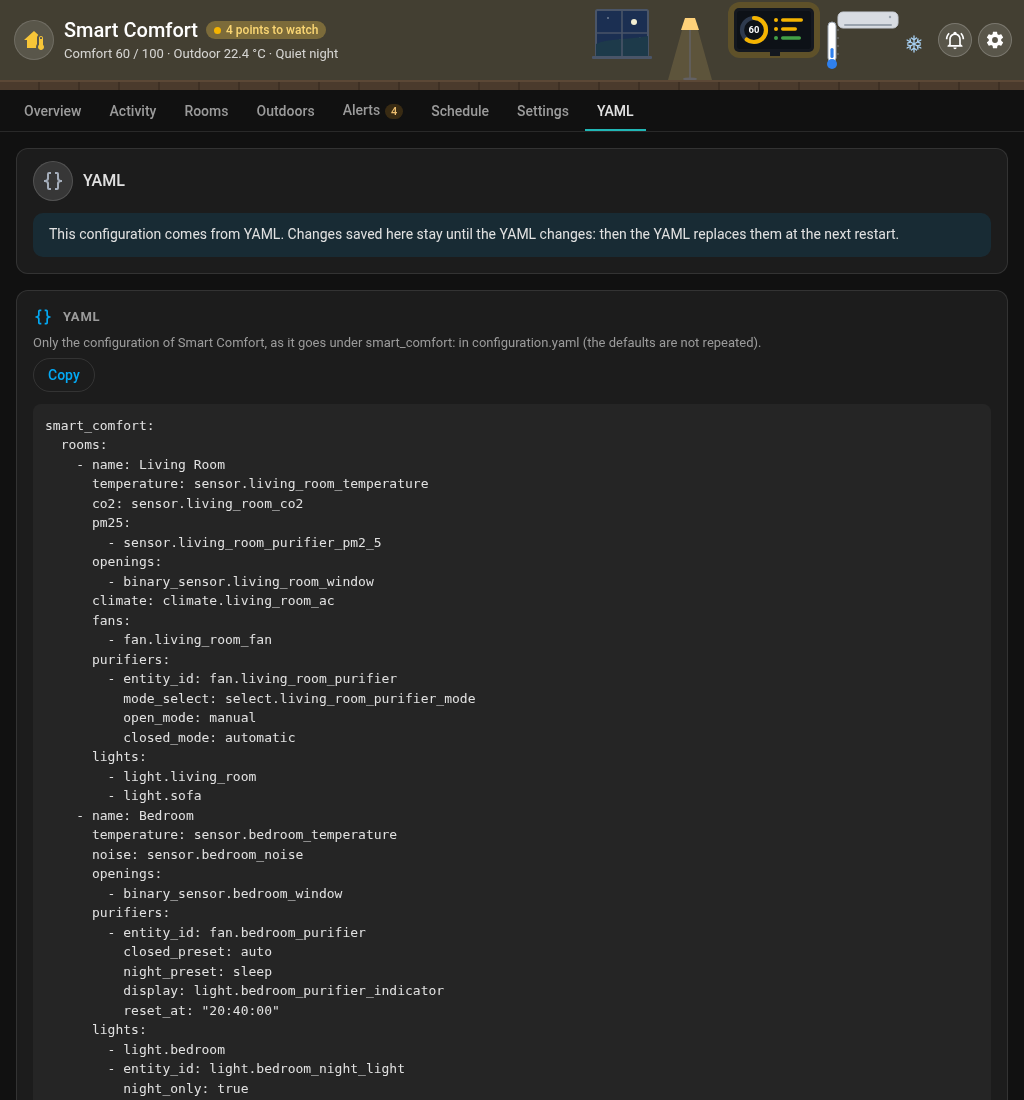 Smart Comfort
4 points to watch
Comfort 60 / 100 · Outdoor 22.4 °C · Quiet night
60
Overview
Activity
Rooms
Outdoors
Alerts 4
Schedule
Settings
YAML
{} YAML
This configuration comes from YAML. Changes saved here stay until the YAML changes: then the YAML replaces them at the next restart.
{} YAML
Only the configuration of Smart Comfort, as it goes under smart_comfort: in configuration.yaml (the defaults are not repeated).
Copy
smart_comfort:
  rooms:
    - name: Living Room
      temperature: sensor.living_room_temperature
      co2: sensor.living_room_co2
      pm25:
        - sensor.living_room_purifier_pm2_5
      openings:
        - binary_sensor.living_room_window
      climate: climate.living_room_ac
      fans:
        - fan.living_room_fan
      purifiers:
        - entity_id: fan.living_room_purifier
          mode_select: select.living_room_purifier_mode
          open_mode: manual
          closed_mode: automatic
      lights:
        - light.living_room
        - light.sofa
    - name: Bedroom
      temperature: sensor.bedroom_temperature
      noise: sensor.bedroom_noise
      openings:
        - binary_sensor.bedroom_window
      purifiers:
        - entity_id: fan.bedroom_purifier
          closed_preset: auto
          night_preset: sleep
          display: light.bedroom_purifier_indicator
          reset_at: "20:40:00"
      lights:
        - light.bedroom
        - entity_id: light.bedroom_night_light
          night_only: true